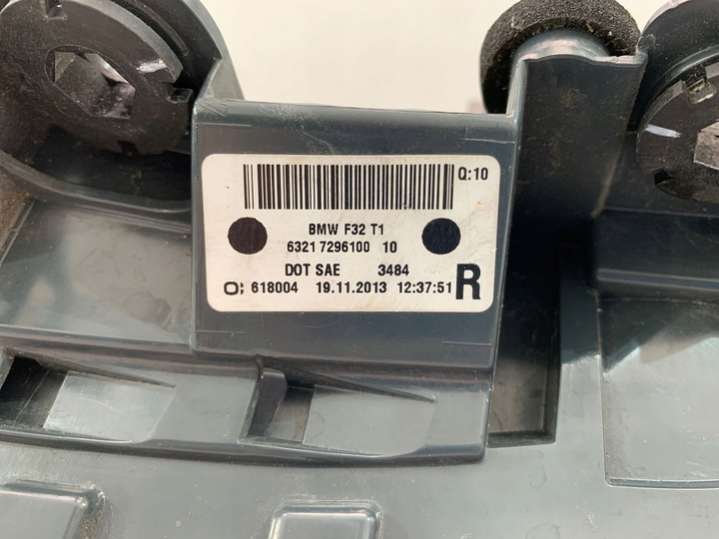 Q:10
BMW F32 T1
6321 7296100 10
DOT SAE 3484
618004 19.11.2013 12:37:51 R